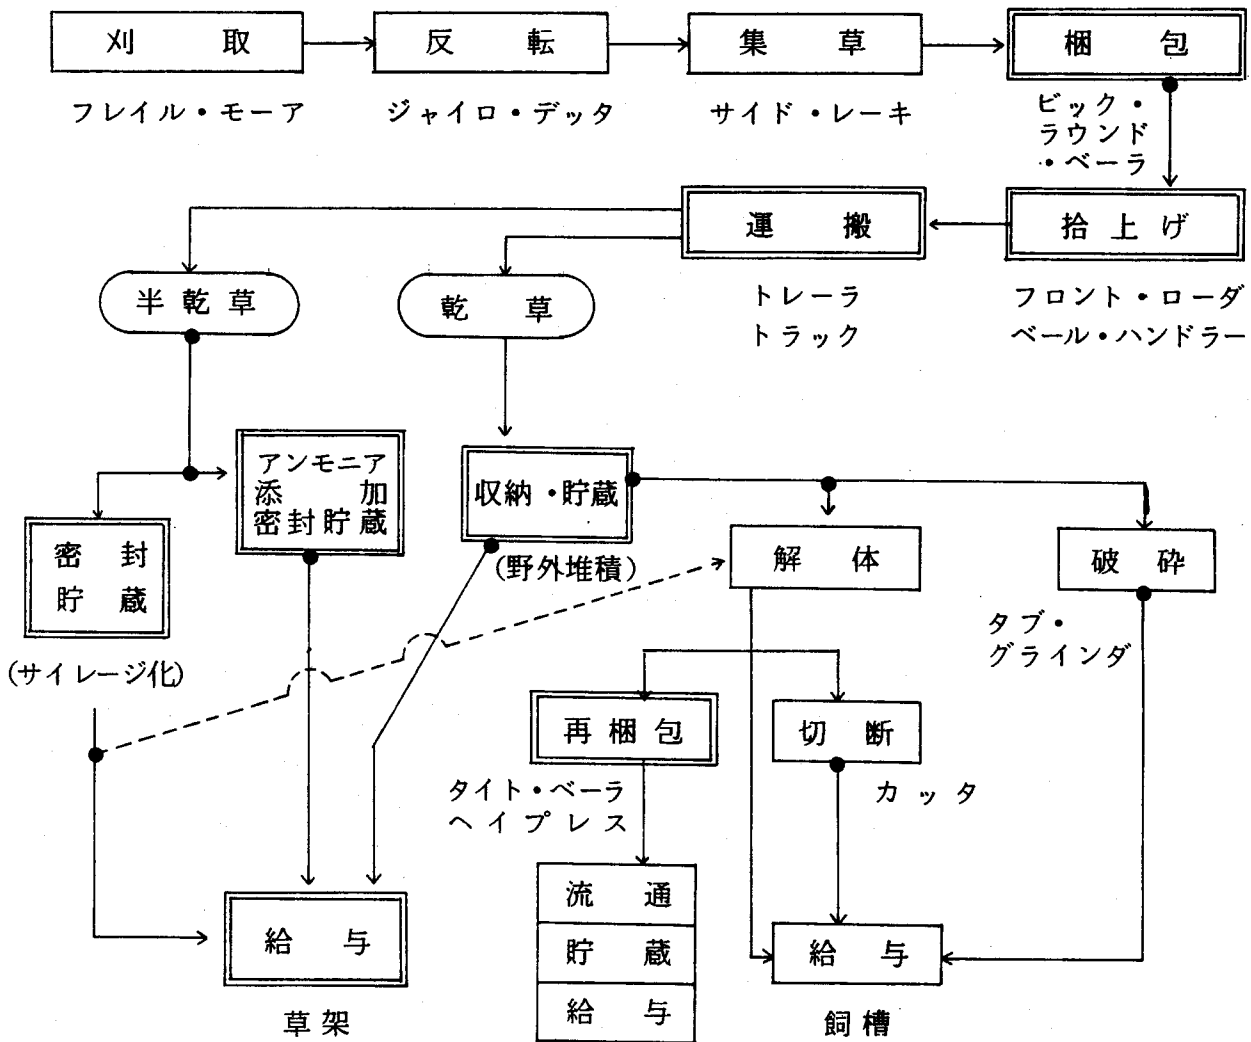 刈取
反転
集草
梱包
フレイル・モーア
ジャイロ・デッタ
サイド・レーキ
ビック・
ラウンド
・ベーラ
運搬
拾上げ
トレーラ
トラック
フロント・ローダ
ベール・ハンドラー
半乾草
乾草
アンモニア
添加
密封貯蔵
収納・貯蔵
(野外堆積)
密封
貯蔵
(サイレージ化)
解体
破砕
タブ・
グラインダ
再梱包
切断
タイト・ベーラ
ヘイプレス
カッタ
流通
貯蔵
給与
給与
草架
給与
飼槽